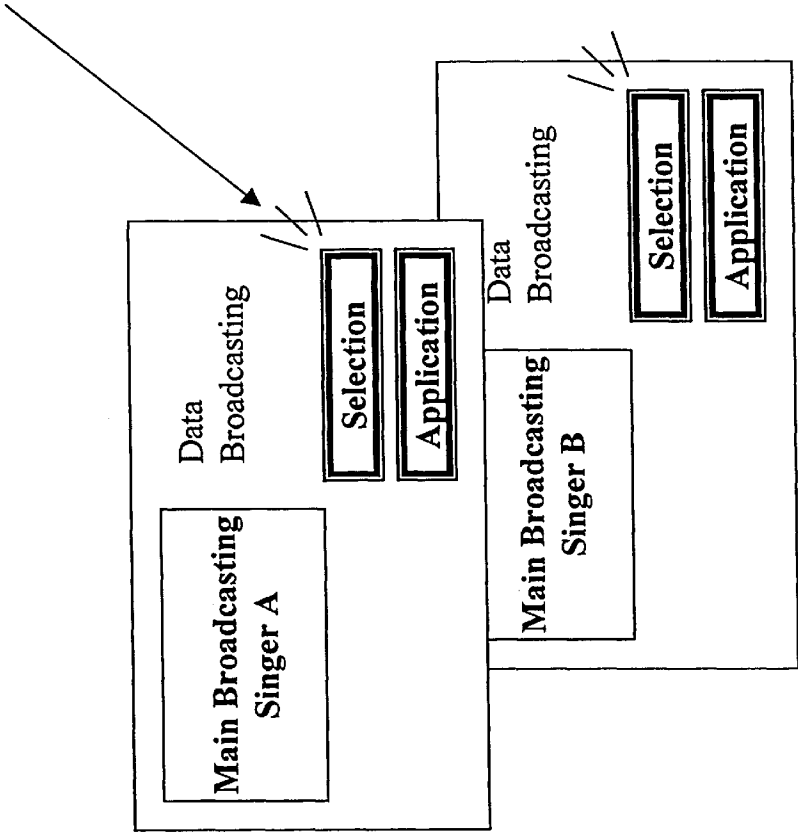 Main Broadcasting
Singer A
Data
Broadcasting
Selection
Application
Main Broadcasting
Singer B
Data
Broadcasting
Selection
Application